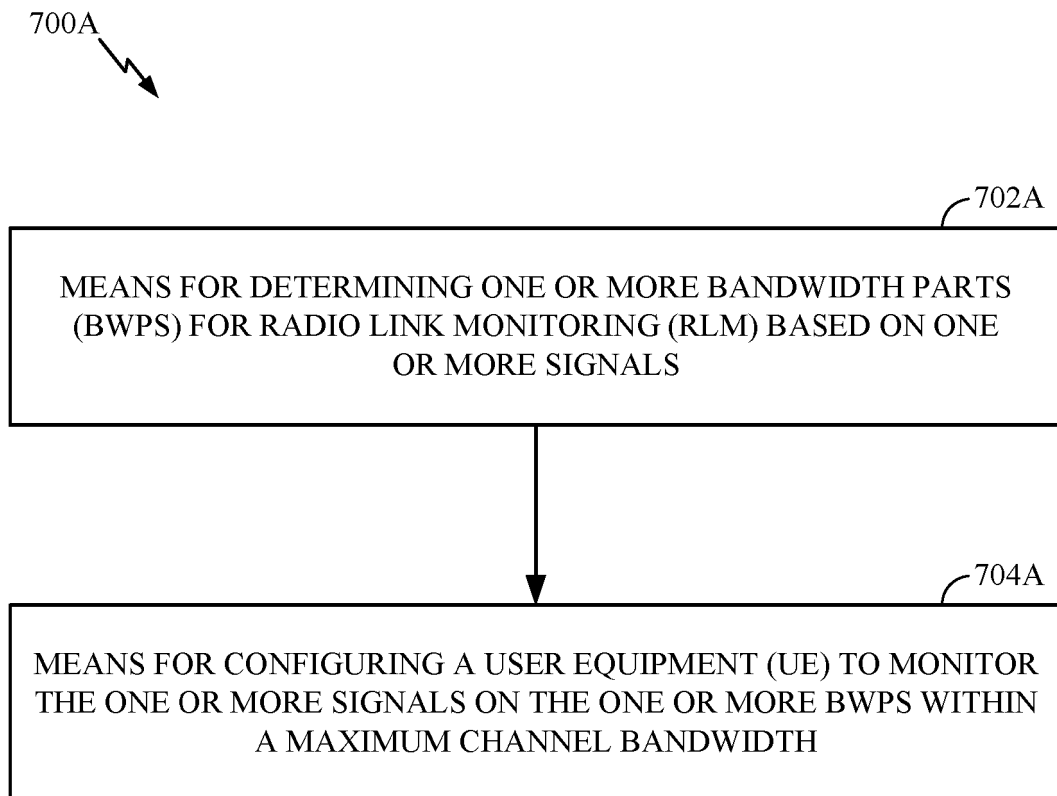 700A
702A
MEANS FOR DETERMINING ONE OR MORE BANDWIDTH PARTS
(BWPS) FOR RADIO LINK MONITORING (RLM) BASED ON ONE
OR MORE SIGNALS
704A
MEANS FOR CONFIGURING A USER EQUIPMENT (UE) TO MONITOR
THE ONE OR MORE SIGNALS ON THE ONE OR MORE BWPS WITHIN
A MAXIMUM CHANNEL BANDWIDTH